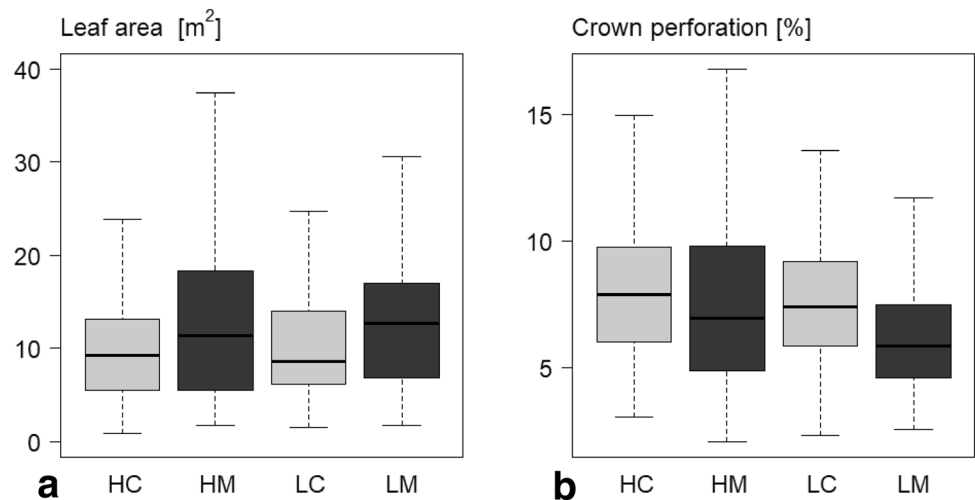 Leaf area [m²]
40
30
20
10
0
HC HM LC LM
a
Crown perforation [%]
15
10
5
HC HM LC LM
b